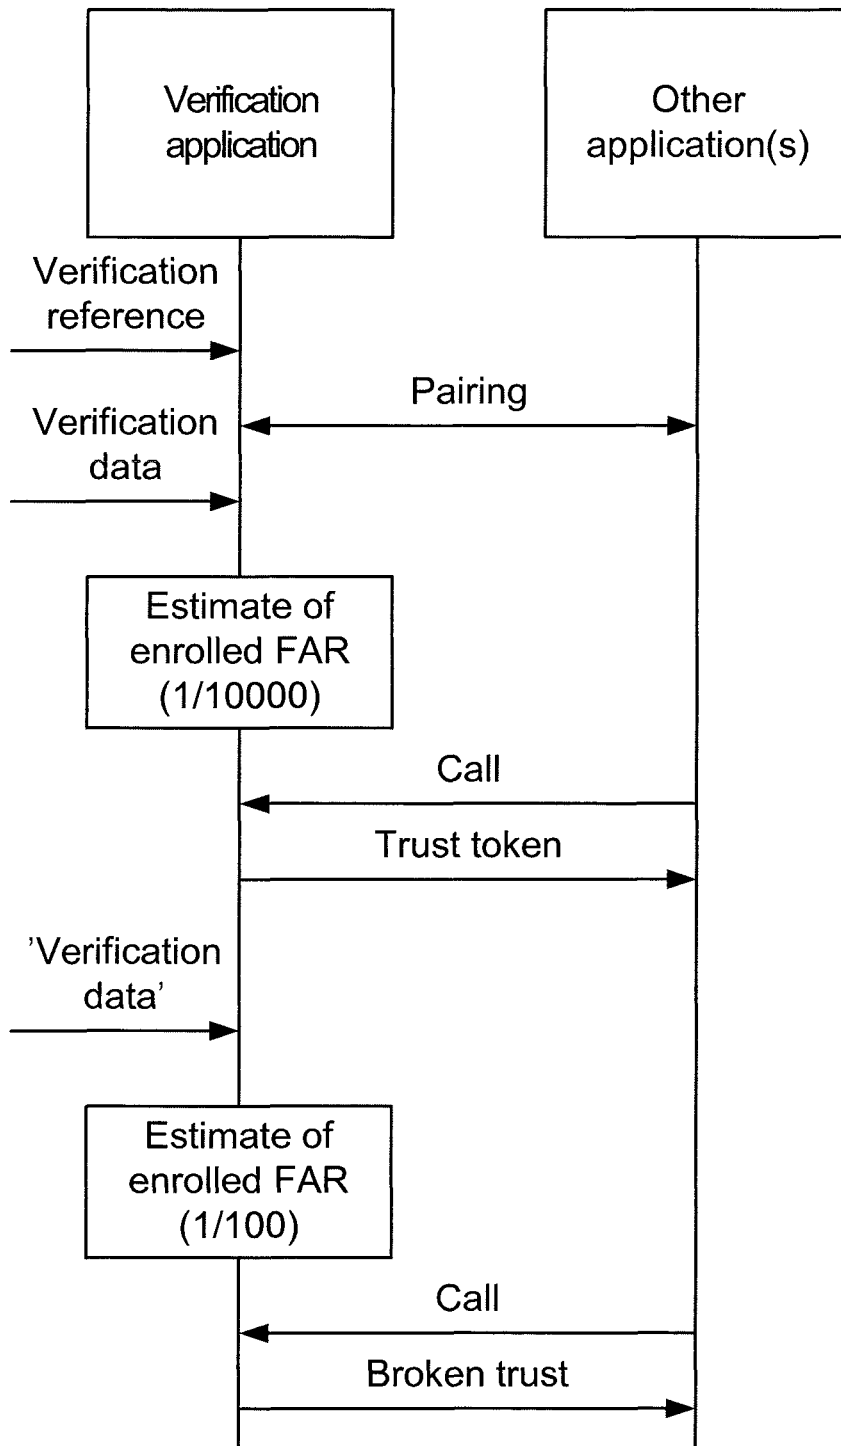 Verification
application
Other
application(s)
Verification
reference
Pairing
Verification
data
Estimate of
enrolled FAR
(1/10000)
Call
Trust token
’Verification
data’
Estimate of
enrolled FAR
(1/100)
Call
Broken trust